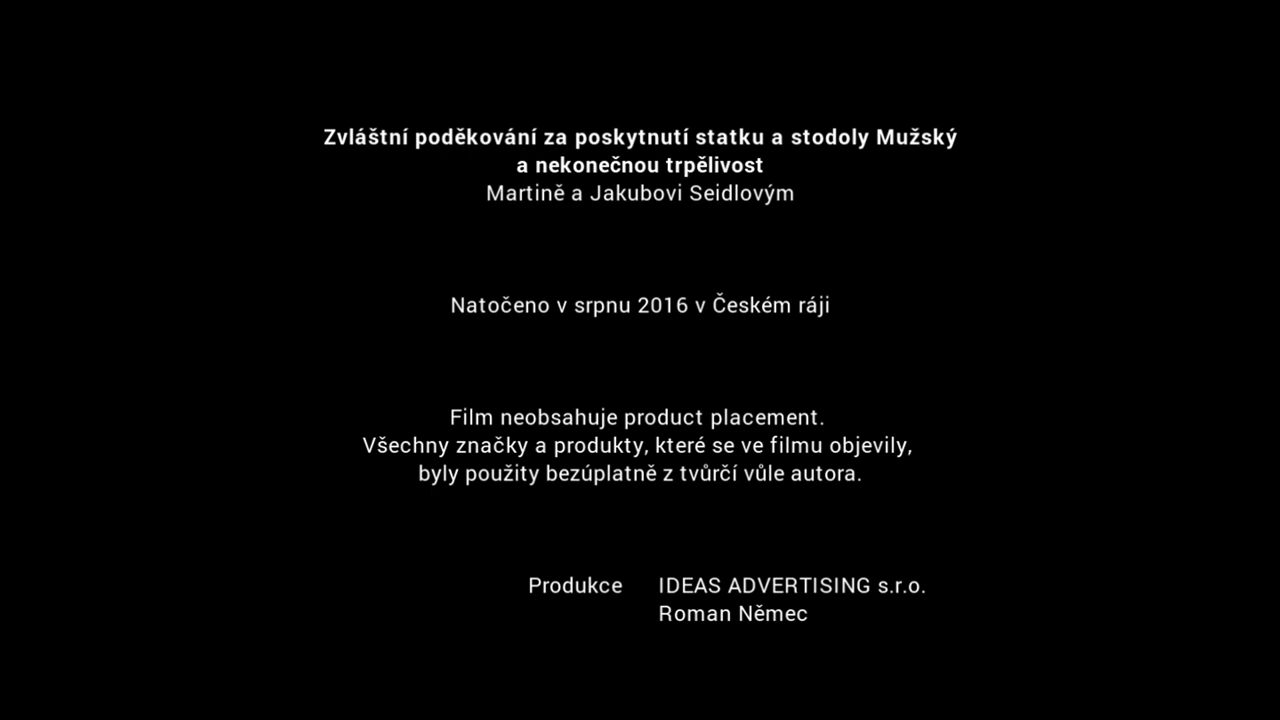 Zvláštní poděkování za poskytnutí statku a stodoly Mužský
a nekonečnou trpělivost
Martině a Jakubovi Seidlovým
Natočeno v srpnu 2016 v Českém ráji
Film neobsahuje product placement.
Všechny značky a produkty, které se ve filmu objevily,
byly použity bezúplatně z tvůrčí vůle autora.
Produkce IDEAS ADVERTISING s.r.o.
Roman Němec